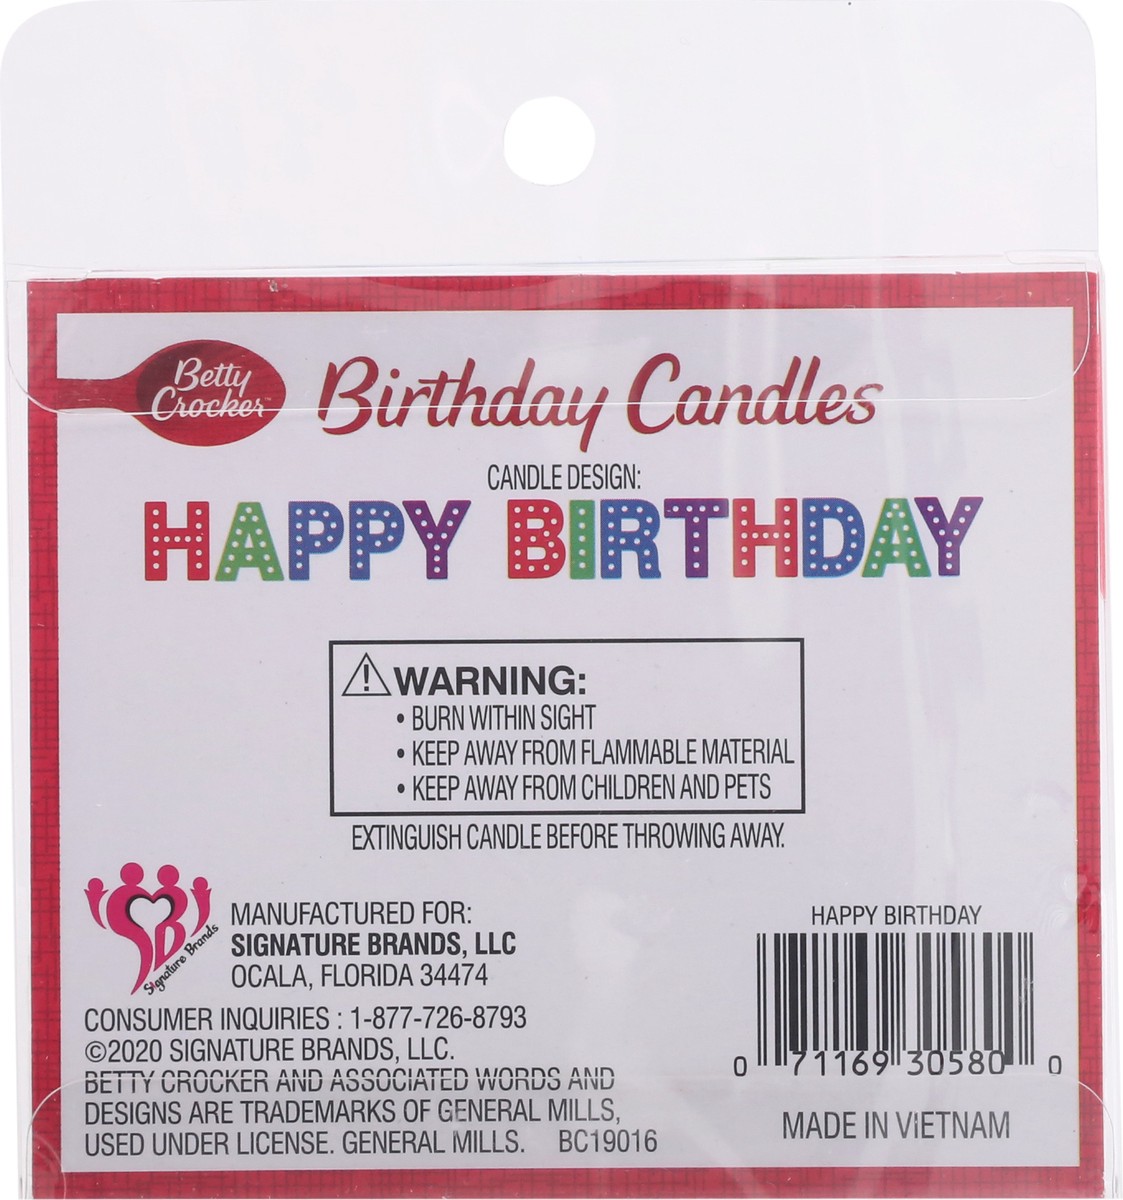 Betty
Crocker™
Birthday Candles
CANDLE DESIGN:
HAPPY BIRTHDAY
WARNING:
• BURN WITHIN SIGHT
• KEEP AWAY FROM FLAMMABLE MATERIAL
• KEEP AWAY FROM CHILDREN AND PETS
EXTINGUISH CANDLE BEFORE THROWING AWAY.
SB
Signature Brands
MANUFACTURED FOR:
SIGNATURE BRANDS, LLC
OCALA, FLORIDA 34474
CONSUMER INQUIRIES : 1-877-726-8793
©2020 SIGNATURE BRANDS, LLC.
BETTY CROCKER AND ASSOCIATED WORDS AND
DESIGNS ARE TRADEMARKS OF GENERAL MILLS,
USED UNDER LICENSE. GENERAL MILLS. BC19016
HAPPY BIRTHDAY
0 71169 30580 0
MADE IN VIETNAM